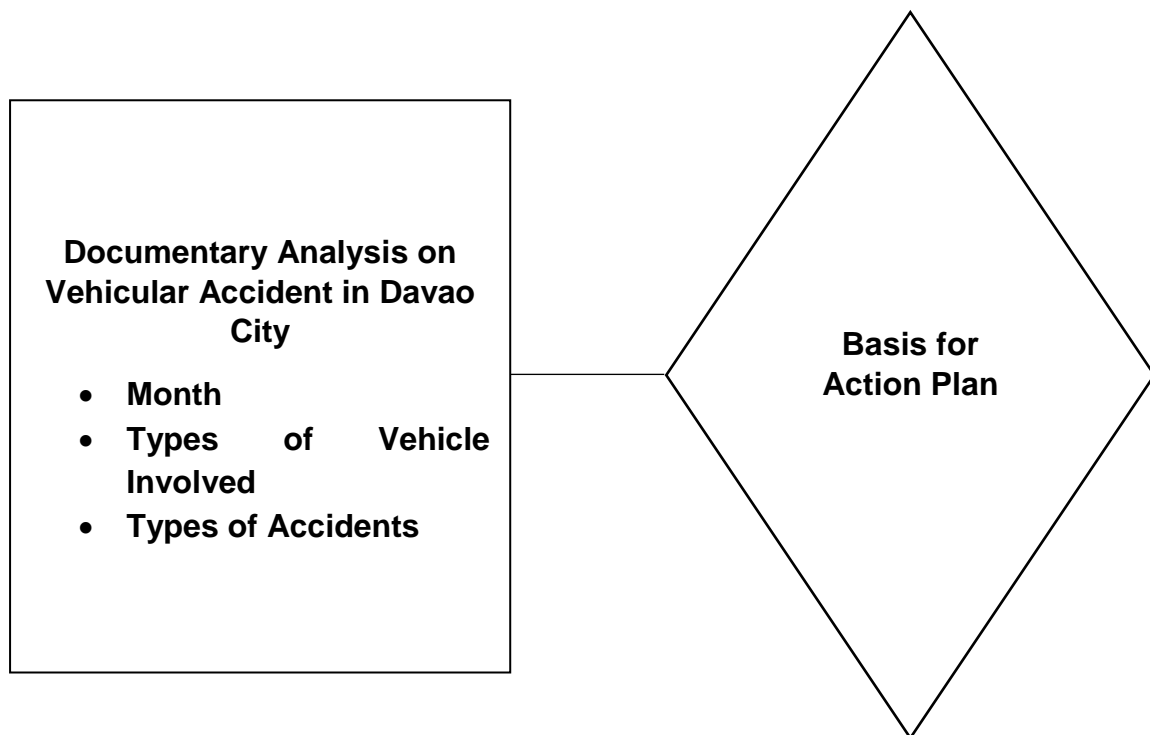 Documentary Analysis on
Vehicular Accident in Davao
City
• Month
• Types of Vehicle
Involved
• Types of Accidents
Basis for
Action Plan